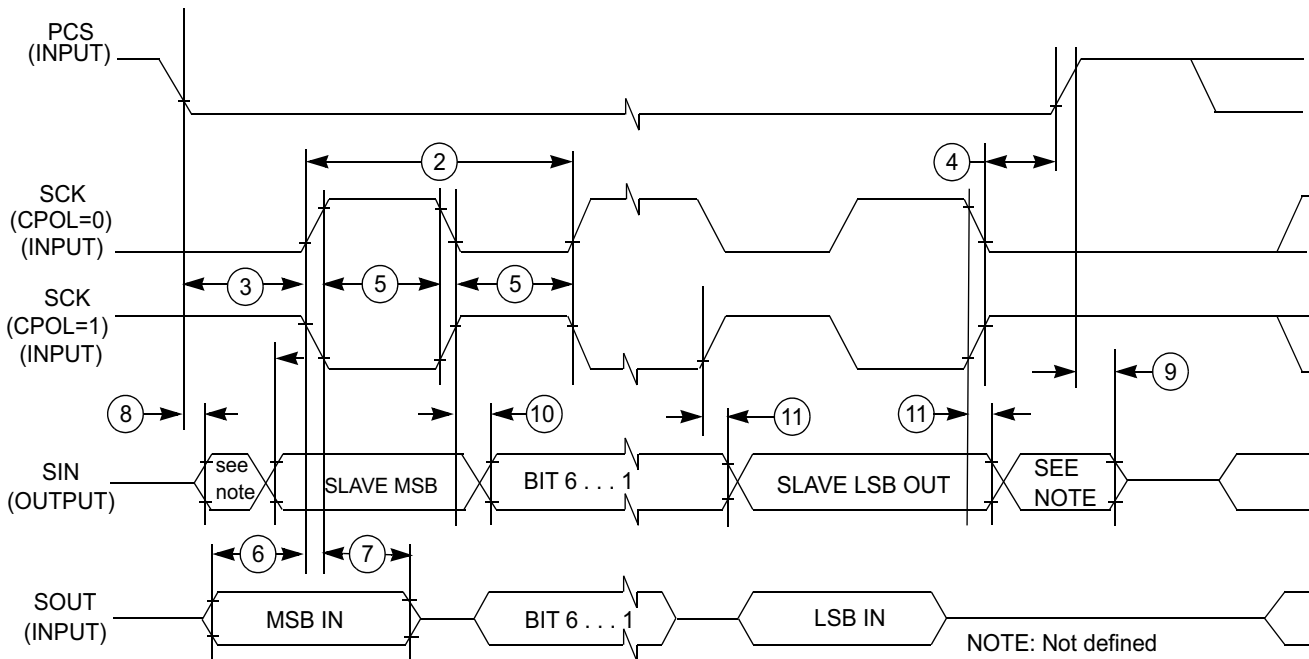 PCS
(INPUT)
2
4
SCK
(CPOL=0)
(INPUT)
3
5
5
SCK
(CPOL=1)
(INPUT)
9
8
10
11
11
SIN
(OUTPUT)
see
note
SLAVE MSB
BIT 6 . . . 1
SLAVE LSB OUT
SEE
NOTE
6
7
SOUT
(INPUT)
MSB IN
BIT 6 . . . 1
LSB IN
NOTE: Not defined